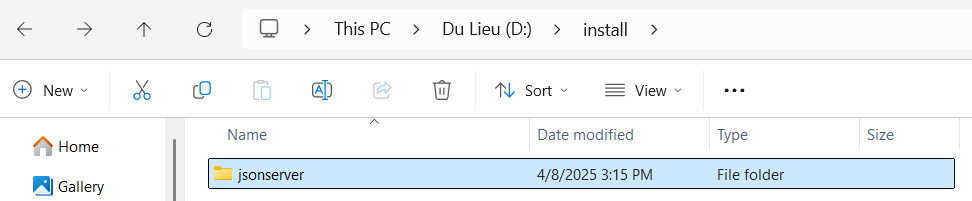 This PC > Du Lieu (D:) > install >
New Sort View
Name Date modified Type Size
Home
jsonserver 4/8/2025 3:15 PM File folder
Gallery